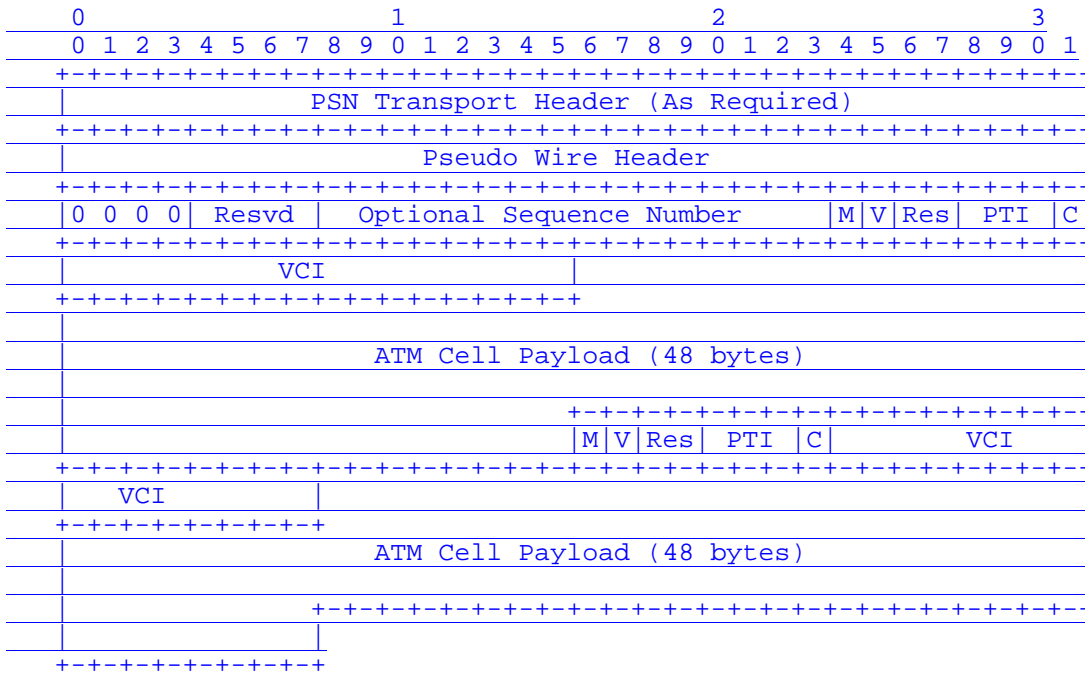 0                   1                   2                   3
0 1 2 3 4 5 6 7 8 9 0 1 2 3 4 5 6 7 8 9 0 1 2 3 4 5 6 7 8 9 0 1
+-+-+-+-+-+-+-+-+-+-+-+-+-+-+-+-+-+-+-+-+-+-+-+-+-+-+-+-+-+-+-+--
|               PSN Transport Header (As Required)
+-+-+-+-+-+-+-+-+-+-+-+-+-+-+-+-+-+-+-+-+-+-+-+-+-+-+-+-+-+-+-+--
|                      Pseudo Wire Header
+-+-+-+-+-+-+-+-+-+-+-+-+-+-+-+-+-+-+-+-+-+-+-+-+-+-+-+-+-+-+-+--
|0 0 0 0| Resvd |  Optional Sequence Number     |M|V|Res| PTI |C
+-+-+-+-+-+-+-+-+-+-+-+-+-+-+-+-+-+-+-+-+-+-+-+-+-+-+-+-+-+-+-+--
|             VCI               |
+-+-+-+-+-+-+-+-+-+-+-+-+-+-+-+-+
|
|                   ATM Cell Payload (48 bytes)
|
|                               +-+-+-+-+-+-+-+-+-+-+-+-+-+-+-+--
|                               |M|V|Res| PTI |C|        VCI
+-+-+-+-+-+-+-+-+-+-+-+-+-+-+-+-+-+-+-+-+-+-+-+-+-+-+-+-+-+-+-+--
|   VCI         |
+-+-+-+-+-+-+-+-+
|                   ATM Cell Payload (48 bytes)
|
|               +-+-+-+-+-+-+-+-+-+-+-+-+-+-+-+-+-+-+-+-+-+-+-+--
|               |
+-+-+-+-+-+-+-+-+